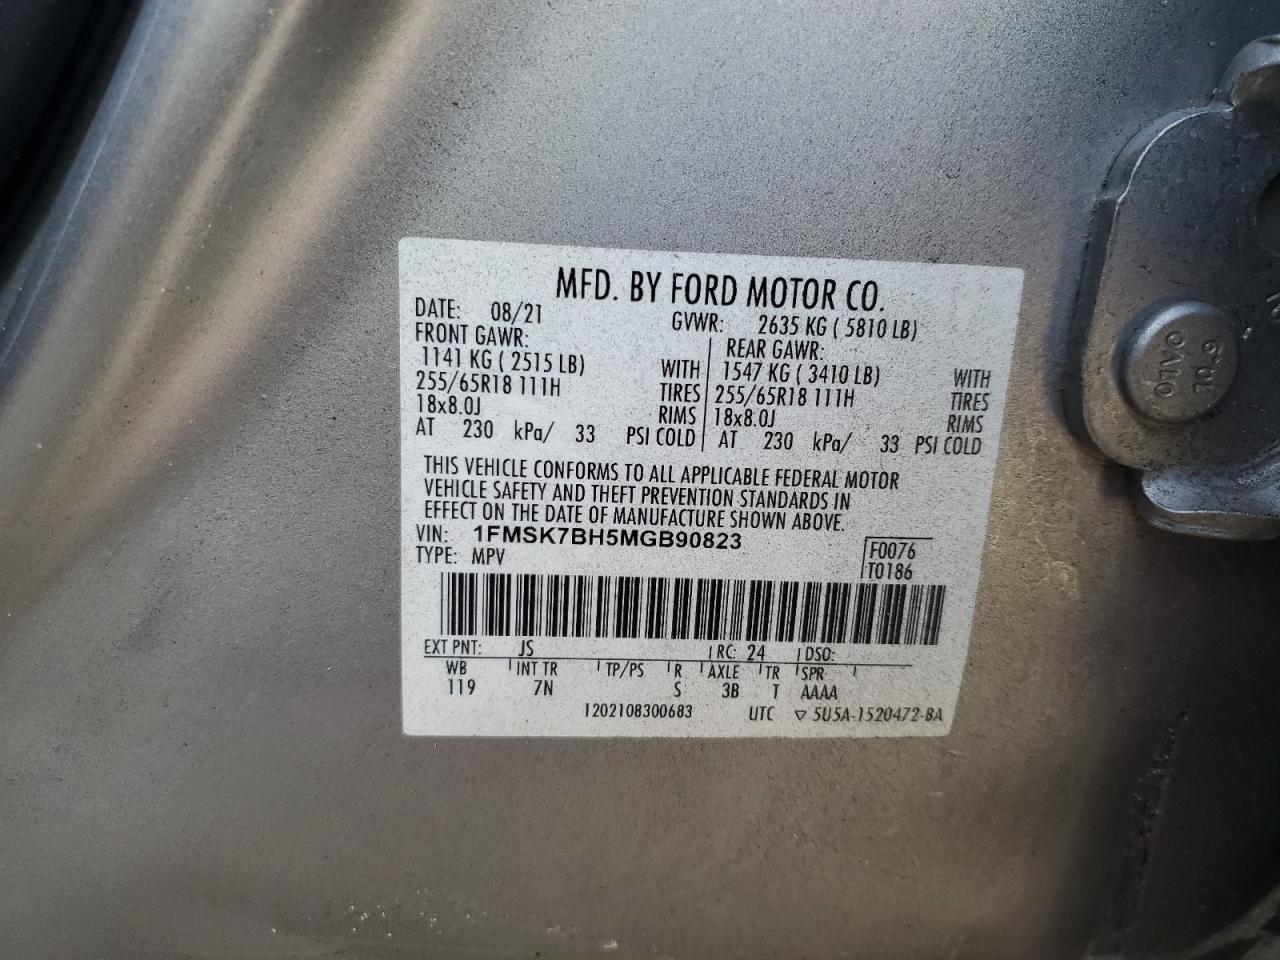 MFD. BY FORD MOTOR CO.
DATE: 08/21 GVWR: 2635 KG ( 5810 LB)
FRONT GAWR: REAR GAWR:
1141 KG ( 2515 LB) WITH 1547 KG ( 3410 LB) WITH
255/65R18 111H TIRES 255/65R18 111H TIRES
18x8.0J RIMS 18x8.0J RIMS
AT 230 kPa/ 33 PSI COLD AT 230 kPa/ 33 PSI COLD
THIS VEHICLE CONFORMS TO ALL APPLICABLE FEDERAL MOTOR
VEHICLE SAFETY AND THEFT PREVENTION STANDARDS IN
EFFECT ON THE DATE OF MANUFACTURE SHOWN ABOVE.
VIN: 1FMSK7BH5MGB90823 F0076
TYPE: MPV T0186
EXT PNT: JS RC: 24 DSO:
WB INT TR TP/PS R AXLE TR SPR
119 7N S 3B T AAAA
1202108300683 UTC ▽ 5U5A-1520472-BA